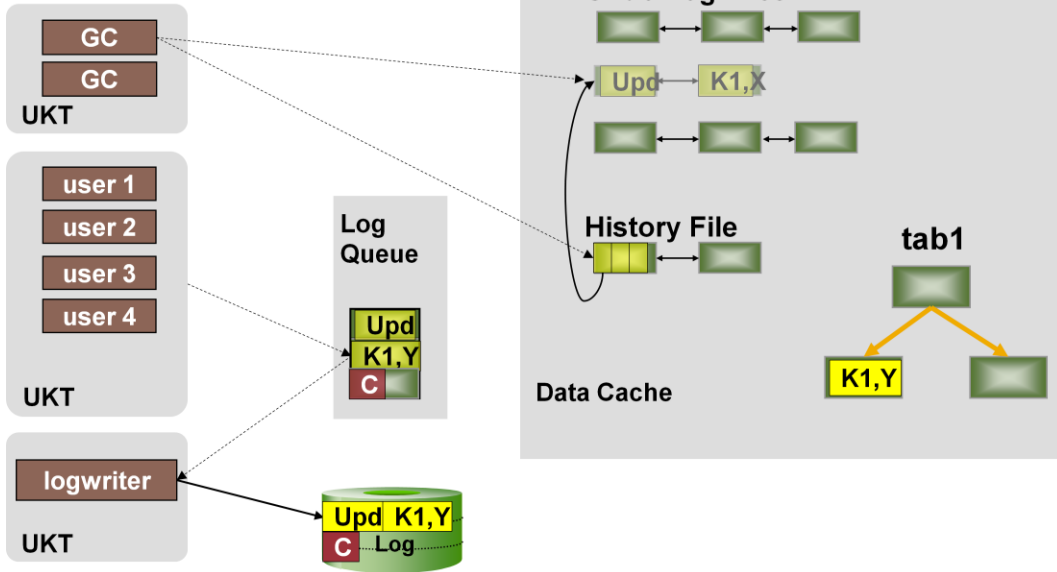 GC
GC
UKT
user 1
user 2
user 3
user 4
UKT
logwriter
UKT
Log
Queue
Upd
K1,Y
C
Upd K1,Y
C Log
Upd K1,X
History File
tab1
K1,Y
Data Cache